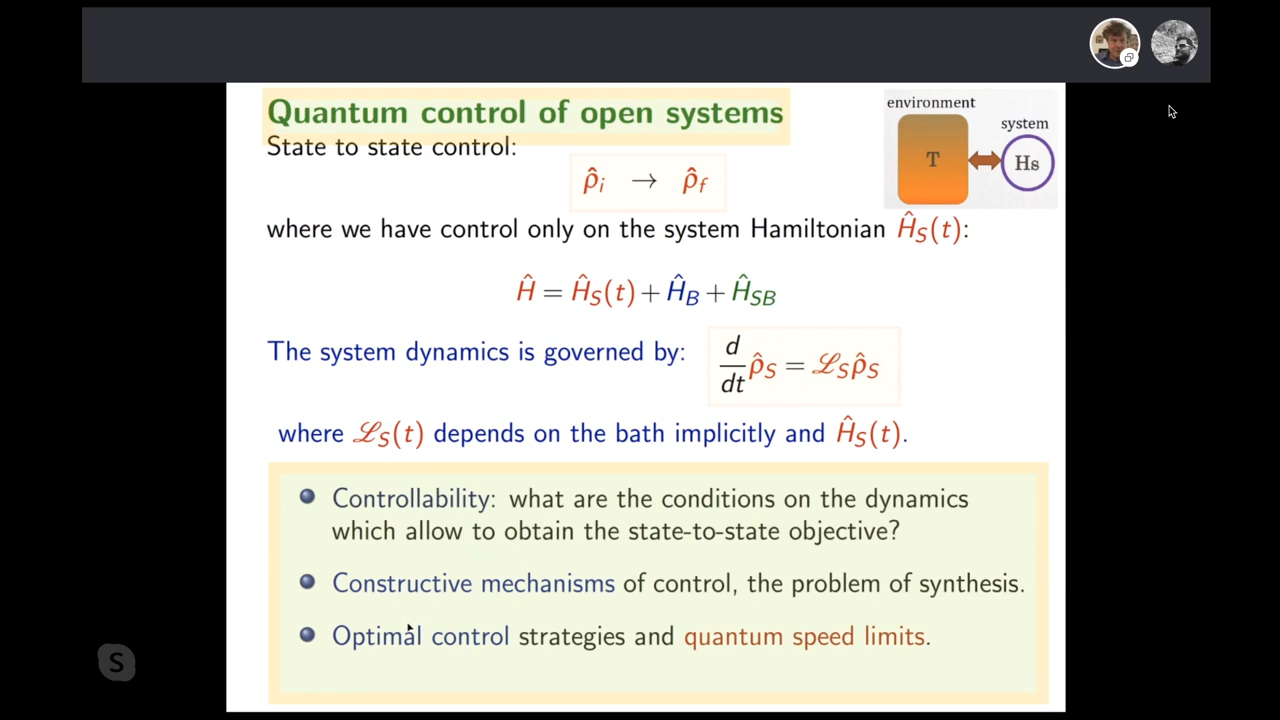 Quantum control of open systems
State to state control:
environment
system
T
Hs
ρ̂ᵢ → ρ̂_f
where we have control only on the system Hamiltonian Ĥ_S(t):
Ĥ = Ĥ_S(t) + Ĥ_B + Ĥ_SB
The system dynamics is governed by: d/dt ρ̂_S = ℒ_S ρ̂_S
where ℒ_S(t) depends on the bath implicitly and Ĥ_S(t).
Controllability: what are the conditions on the dynamics
which allow to obtain the state-to-state objective?
Constructive mechanisms of control, the problem of synthesis.
Optimal control strategies and quantum speed limits.
S